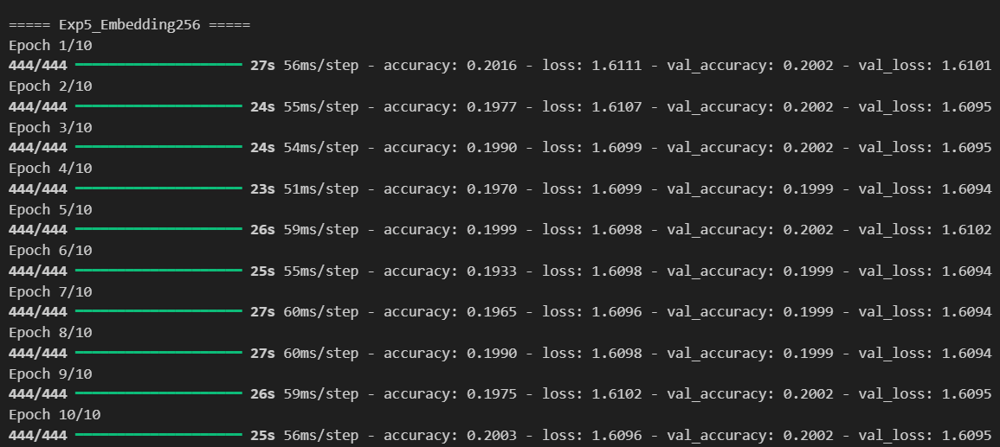 ===== Exp5_Embedding256 =====
Epoch 1/10
444/444 ━━━━━━━━━━━━━━━━━━━━ 27s 56ms/step - accuracy: 0.2016 - loss: 1.6111 - val_accuracy: 0.2002 - val_loss: 1.6101
Epoch 2/10
444/444 ━━━━━━━━━━━━━━━━━━━━ 24s 55ms/step - accuracy: 0.1977 - loss: 1.6107 - val_accuracy: 0.2002 - val_loss: 1.6095
Epoch 3/10
444/444 ━━━━━━━━━━━━━━━━━━━━ 24s 54ms/step - accuracy: 0.1990 - loss: 1.6099 - val_accuracy: 0.2002 - val_loss: 1.6095
Epoch 4/10
444/444 ━━━━━━━━━━━━━━━━━━━━ 23s 51ms/step - accuracy: 0.1970 - loss: 1.6099 - val_accuracy: 0.1999 - val_loss: 1.6094
Epoch 5/10
444/444 ━━━━━━━━━━━━━━━━━━━━ 26s 59ms/step - accuracy: 0.1999 - loss: 1.6098 - val_accuracy: 0.2002 - val_loss: 1.6102
Epoch 6/10
444/444 ━━━━━━━━━━━━━━━━━━━━ 25s 55ms/step - accuracy: 0.1933 - loss: 1.6098 - val_accuracy: 0.1999 - val_loss: 1.6094
Epoch 7/10
444/444 ━━━━━━━━━━━━━━━━━━━━ 27s 60ms/step - accuracy: 0.1965 - loss: 1.6096 - val_accuracy: 0.1999 - val_loss: 1.6094
Epoch 8/10
444/444 ━━━━━━━━━━━━━━━━━━━━ 27s 60ms/step - accuracy: 0.1990 - loss: 1.6098 - val_accuracy: 0.1999 - val_loss: 1.6094
Epoch 9/10
444/444 ━━━━━━━━━━━━━━━━━━━━ 26s 59ms/step - accuracy: 0.1975 - loss: 1.6102 - val_accuracy: 0.2002 - val_loss: 1.6095
Epoch 10/10
444/444 ━━━━━━━━━━━━━━━━━━━━ 25s 56ms/step - accuracy: 0.2003 - loss: 1.6096 - val_accuracy: 0.2002 - val_loss: 1.6095